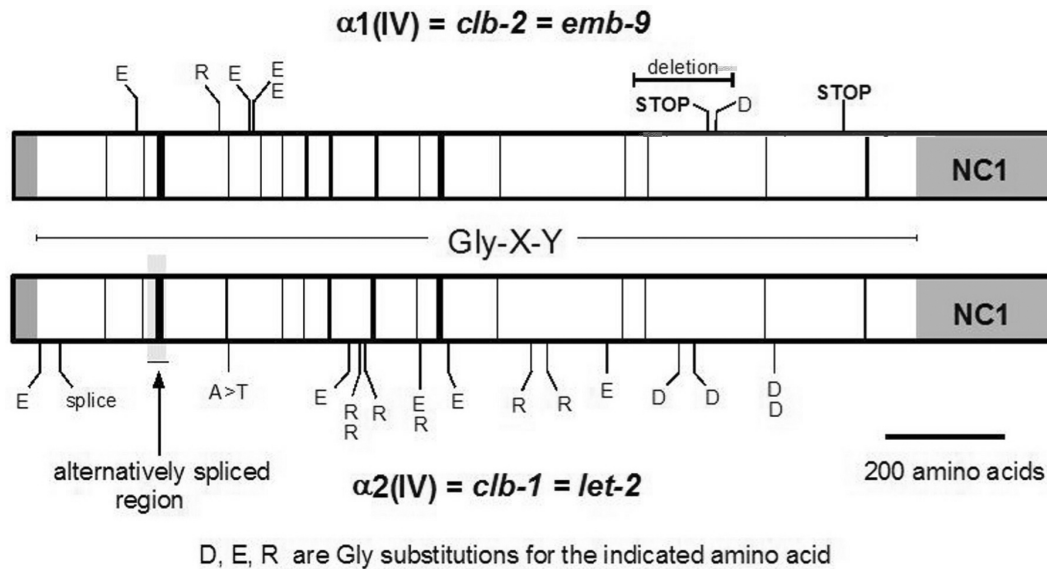 α1(IV) = clb-2 = emb-9
E R E E
E
deletion
STOP D STOP
NC1
Gly-X-Y
NC1
E splice A>T E R R E E R R E D D D
R R D
alternatively spliced
region
200 amino acids
α2(IV) = clb-1 = let-2
D, E, R are Gly substitutions for the indicated amino acid